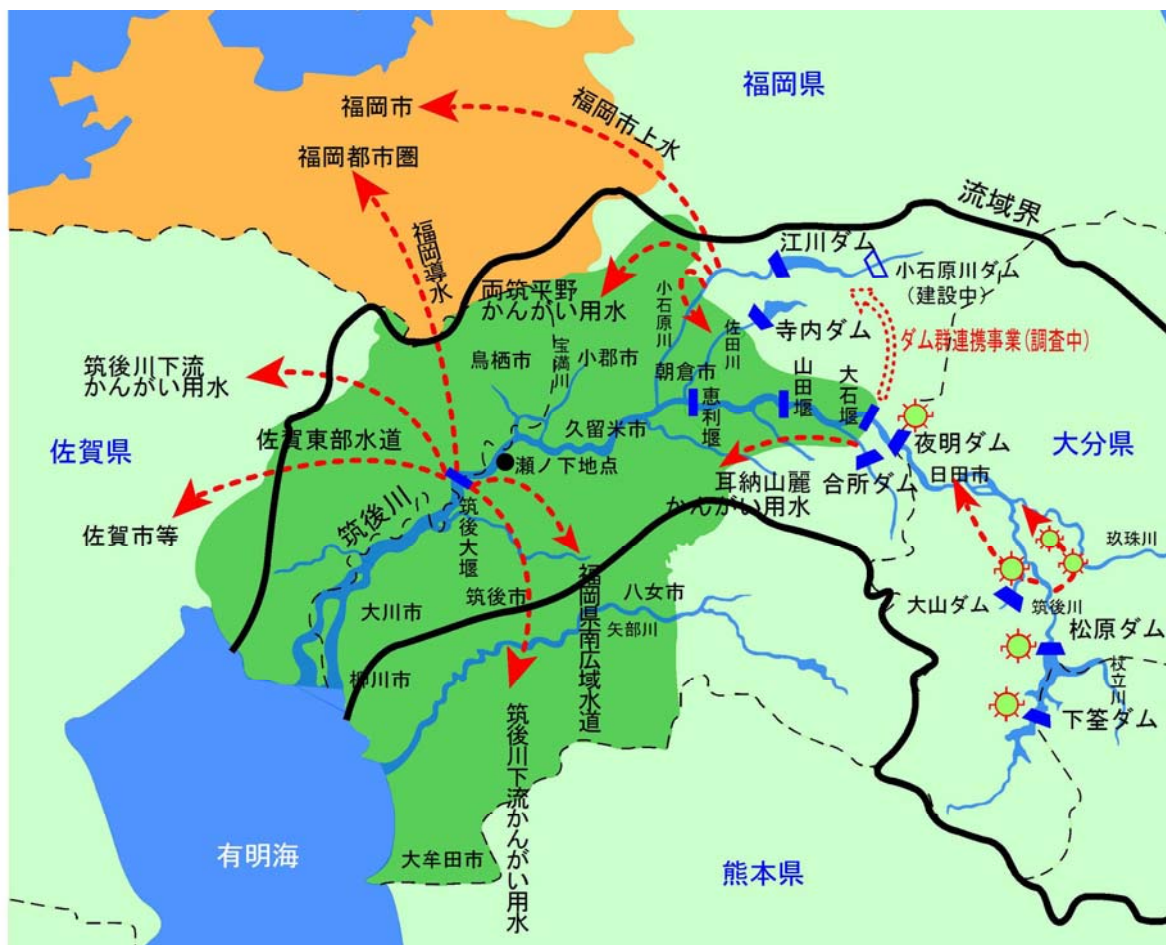 福岡県
福岡市
福岡市上水
福岡都市圏
流域界
福岡導水
江川ダム
小石原川ダム
(建設中)
両筑平野
かんがい用水
小石原川
佐田川
寺内ダム
ダム群連携事業(調査中)
筑後川下流
かんがい用水
鳥栖市
宝満川
小郡市
朝倉市
恵利堰
山田堰
大石堰
夜明ダム
大分県
佐賀県
佐賀東部水道
久留米市
瀬ノ下地点
耳納山麓
かんがい用水
合所ダム
日田市
佐賀市等
筑後川
筑後大堰
玖珠川
大川市
筑後市
福岡県南広域水道
八女市
矢部川
大山ダム
筑後川
松原ダム
柳川市
杖立川
下筌ダム
筑後川下流かんがい用水
有明海
大牟田市
熊本県